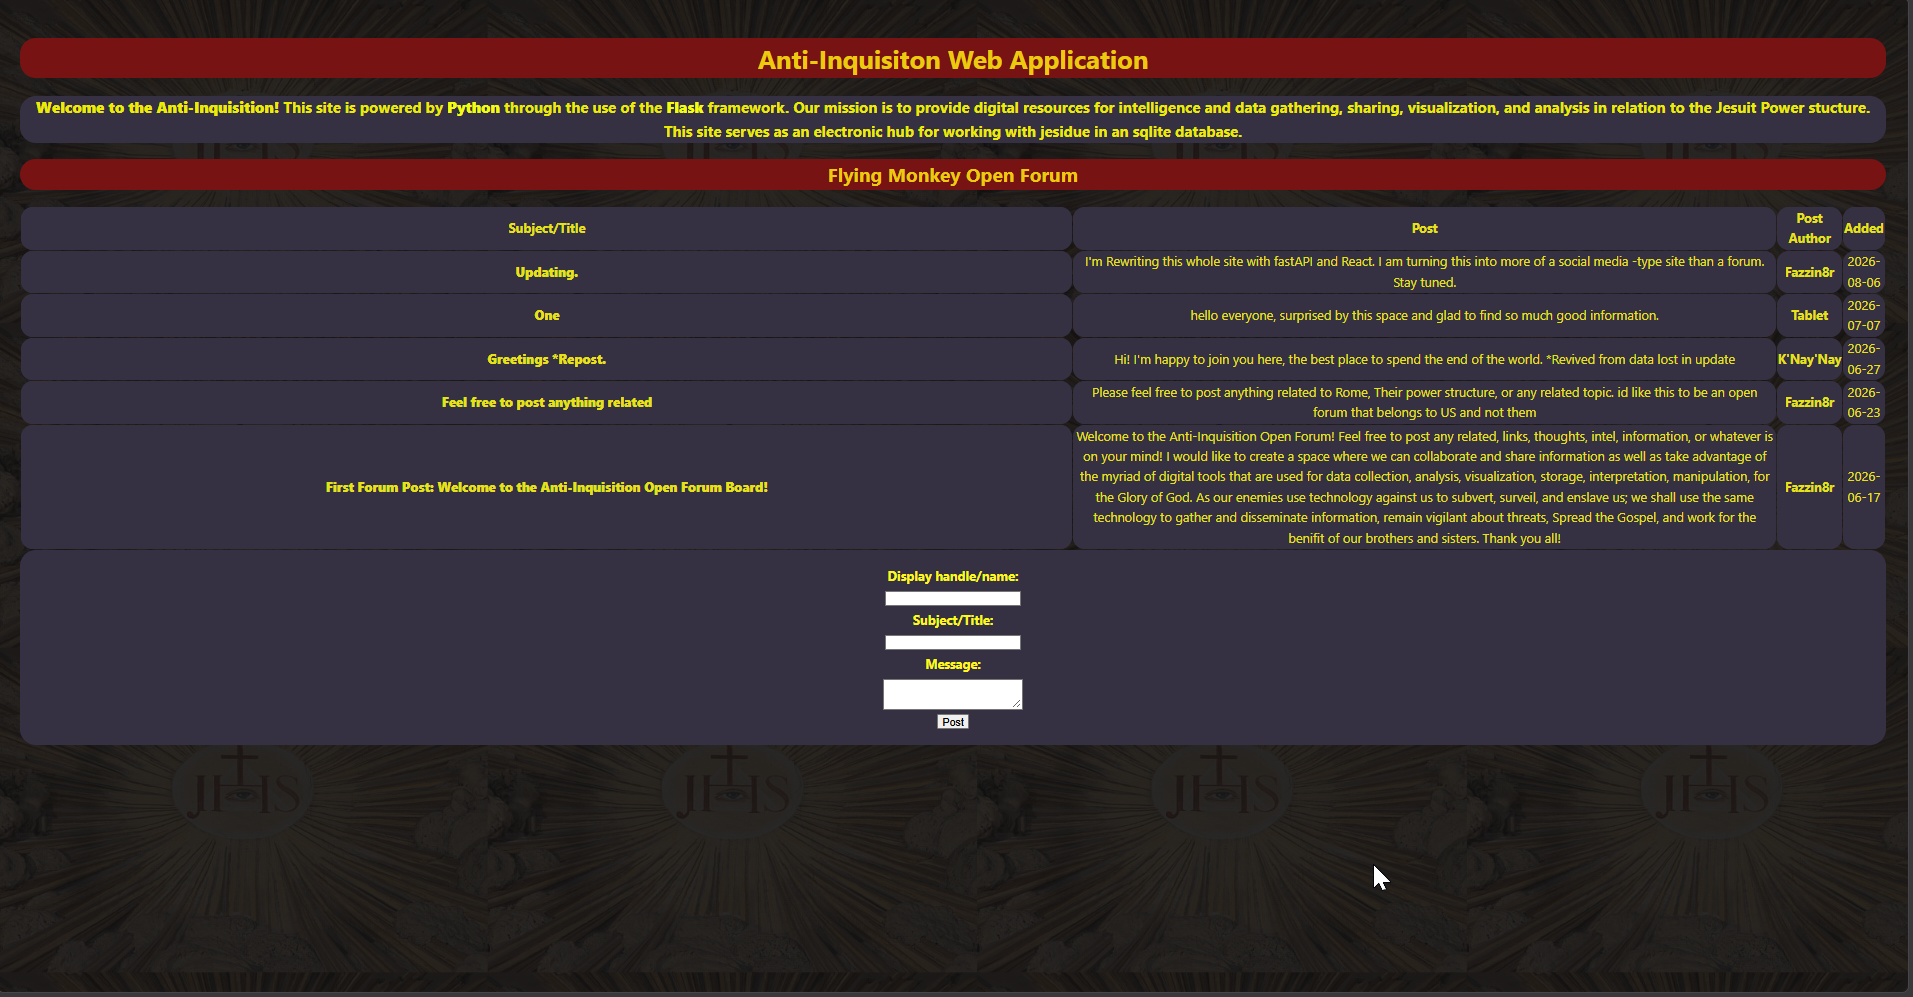 Anti-Inquisiton Web Application
Welcome to the Anti-Inquisition! This site is powered by Python through the use of the Flask framework. Our mission is to provide digital resources for intelligence and data gathering, sharing, visualization, and analysis in relation to the Jesuit Power stucture.
This site serves as an electronic hub for working with jesidue in an sqlite database.
Flying Monkey Open Forum
Subject/Title
Post
Post
Author
Added
Updating.
I'm Rewriting this whole site with fastAPI and React. I am turning this into more of a social media -type site than a forum.
Stay tuned.
Fazzin8r
2026-
08-06
One
hello everyone, surprised by this space and glad to find so much good information.
Tablet
2026-
07-07
Greetings *Repost.
Hi! I'm happy to join you here, the best place to spend the end of the world. *Revived from data lost in update
K'Nay'Nay
2026-
06-27
Feel free to post anything related
Please feel free to post anything related to Rome, Their power structure, or any related topic. id like this to be an open
forum that belongs to US and not them
Fazzin8r
2026-
06-23
First Forum Post: Welcome to the Anti-Inquisition Open Forum Board!
Welcome to the Anti-Inquisition Open Forum! Feel free to post any related, links, thoughts, intel, information, or whatever is
on your mind! I would like to create a space where we can collaborate and share information as well as take advantage of
the myriad of digital tools that are used for data collection, analysis, visualization, storage, interpretation, manipulation, for
the Glory of God. As our enemies use technology against us to subvert, surveil, and enslave us; we shall use the same
technology to gather and disseminate information, remain vigilant about threats, Spread the Gospel, and work for the
benifit of our brothers and sisters. Thank you all!
Fazzin8r
2026-
06-17
Display handle/name:
Subject/Title:
Message:
Post
JHS
JHS
JHS
JHS